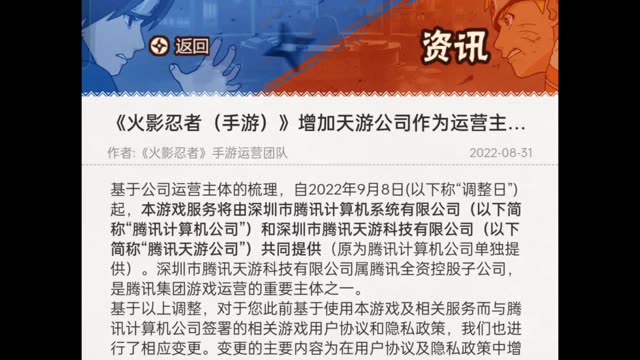 返回
资讯
《火影忍者（手游）》增加天游公司作为运营主...
作者:《火影忍者》手游运营团队
2022-08-31
基于公司运营主体的梳理，自2022年9月8日(以下称“调整日”)
起，本游戏服务将由深圳市腾讯计算机系统有限公司（以下简
称“腾讯计算机公司”）和深圳市腾讯天游科技有限公司（以下
简称“腾讯天游公司”）共同提供（原为腾讯计算机公司单独提
供）。深圳市腾讯天游科技有限公司属腾讯全资控股子公司，
是腾讯集团游戏运营的重要主体之一。
基于以上调整，对于您此前基于使用本游戏及相关服务而与腾
讯计算机公司签署的相关游戏用户协议和隐私政策，我们也进
行了相应变更。变更的主要内容为在用户协议及隐私政策中增